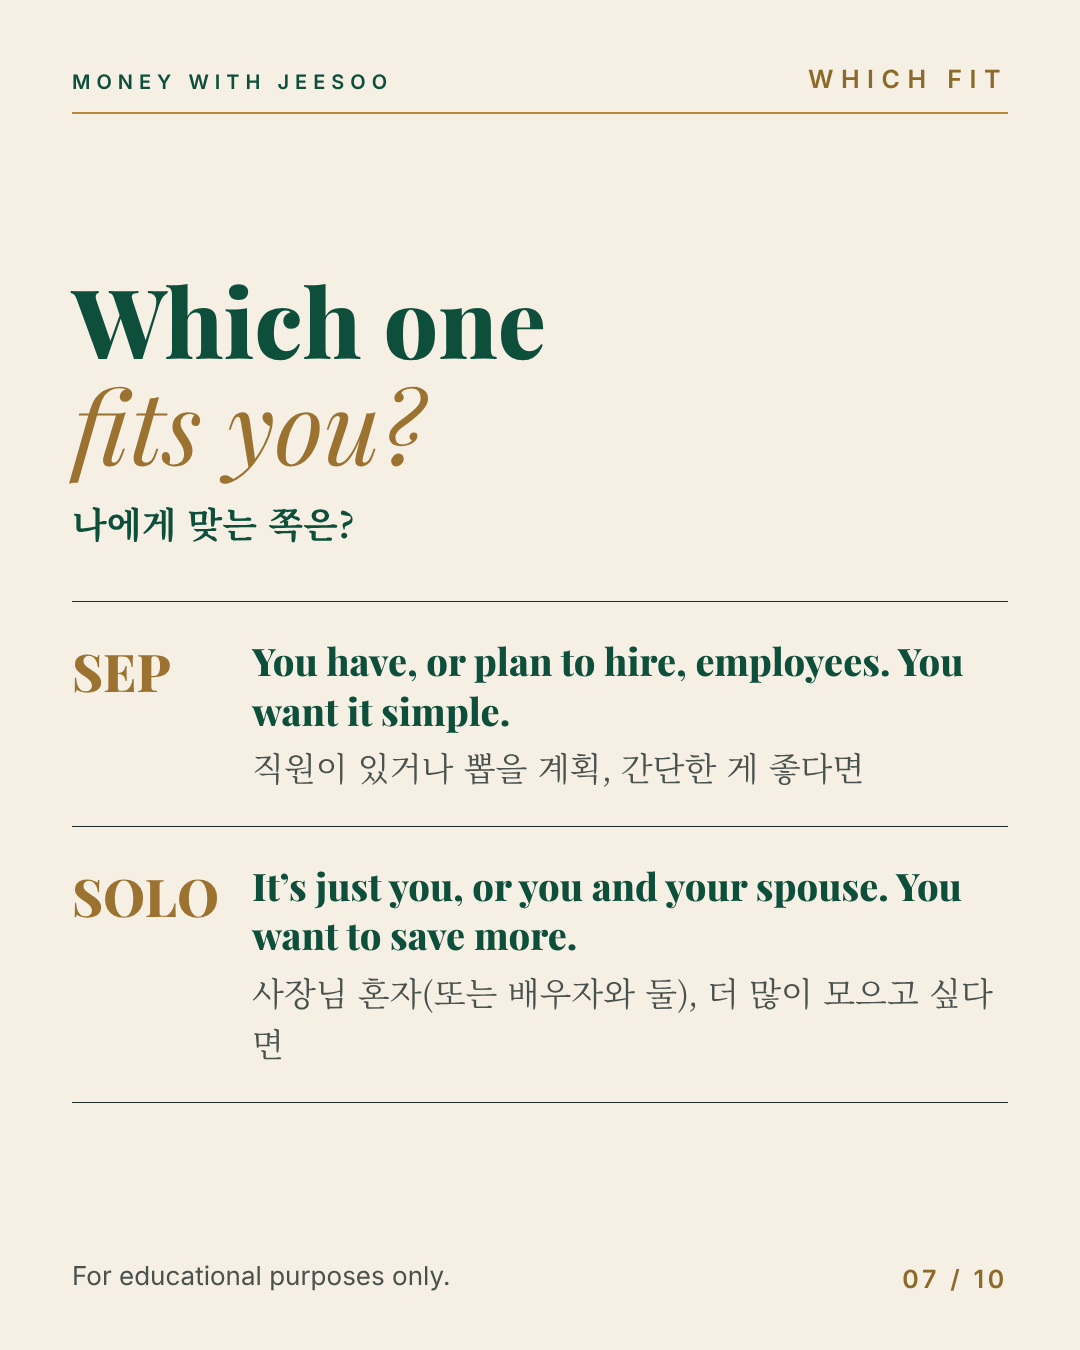 MONEY WITH JEESOO
WHICH FIT
Which one
fits you?
나에게 맞는 쪽은?
SEP
You have, or plan to hire, employees. You
want it simple.
직원이 있거나 뽑을 계획, 간단한 게 좋다면
SOLO
It’s just you, or you and your spouse. You
want to save more.
사장님 혼자(또는 배우자와 둘), 더 많이 모으고 싶다
면
For educational purposes only.
07 / 10